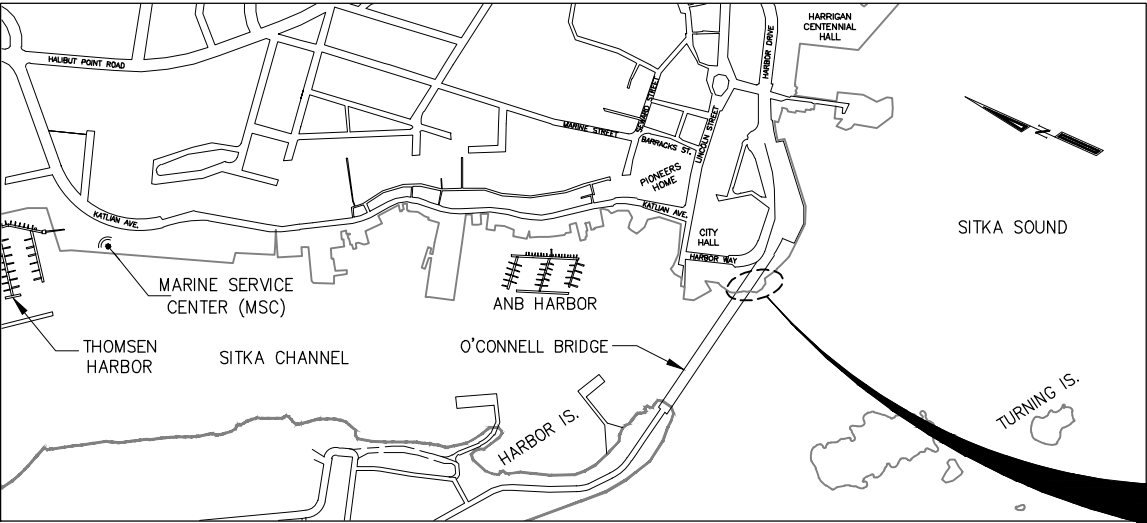 HARRIGAN
CENTENNIAL
HALL
HARBOR DRIVE
HALIBUT POINT ROAD
SEWARD STREET
MARINE STREET
BARRACKS ST.
LINCOLN STREET
N
PIONEERS
HOME
KATLIAN AVE.
KATLIAN AVE.
CITY
HALL
HARBOR WAY
SITKA SOUND
MARINE SERVICE
CENTER (MSC)
ANB HARBOR
THOMSEN
HARBOR
SITKA CHANNEL
O'CONNELL BRIDGE
HARBOR IS.
TURNING IS.